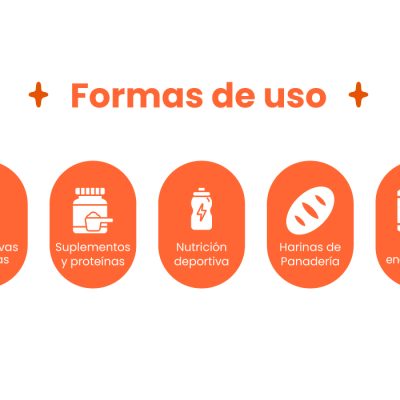 Formas de uso
Suplementos
y proteínas
Nutrición
deportiva
Harinas de
Panadería